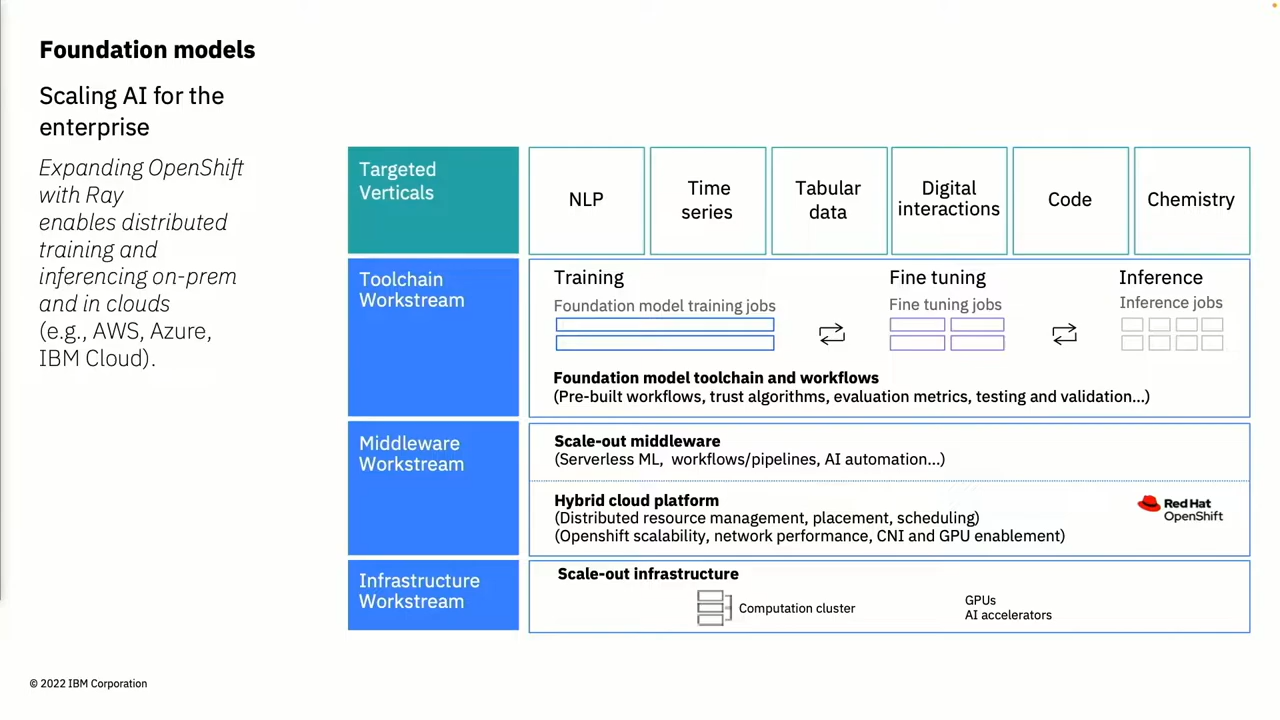 Foundation models
Scaling AI for the
enterprise
Expanding OpenShift
with Ray
enables distributed
training and
inferencing on-prem
and in clouds
(e.g., AWS, Azure,
IBM Cloud).
Targeted
Verticals
NLP
Time
series
Tabular
data
Digital
interactions
Code
Chemistry
Toolchain
Workstream
Training
Foundation model training jobs
Fine tuning
Fine tuning jobs
Inference
Inference jobs
Foundation model toolchain and workflows
(Pre-built workflows, trust algorithms, evaluation metrics, testing and validation...)
Middleware
Workstream
Scale-out middleware
(Serverless ML, workflows/pipelines, AI automation...)
Hybrid cloud platform
(Distributed resource management, placement, scheduling)
(Openshift scalability, network performance, CNI and GPU enablement)
Red Hat
OpenShift
Infrastructure
Workstream
Scale-out infrastructure
Computation cluster
GPUs
AI accelerators
© 2022 IBM Corporation